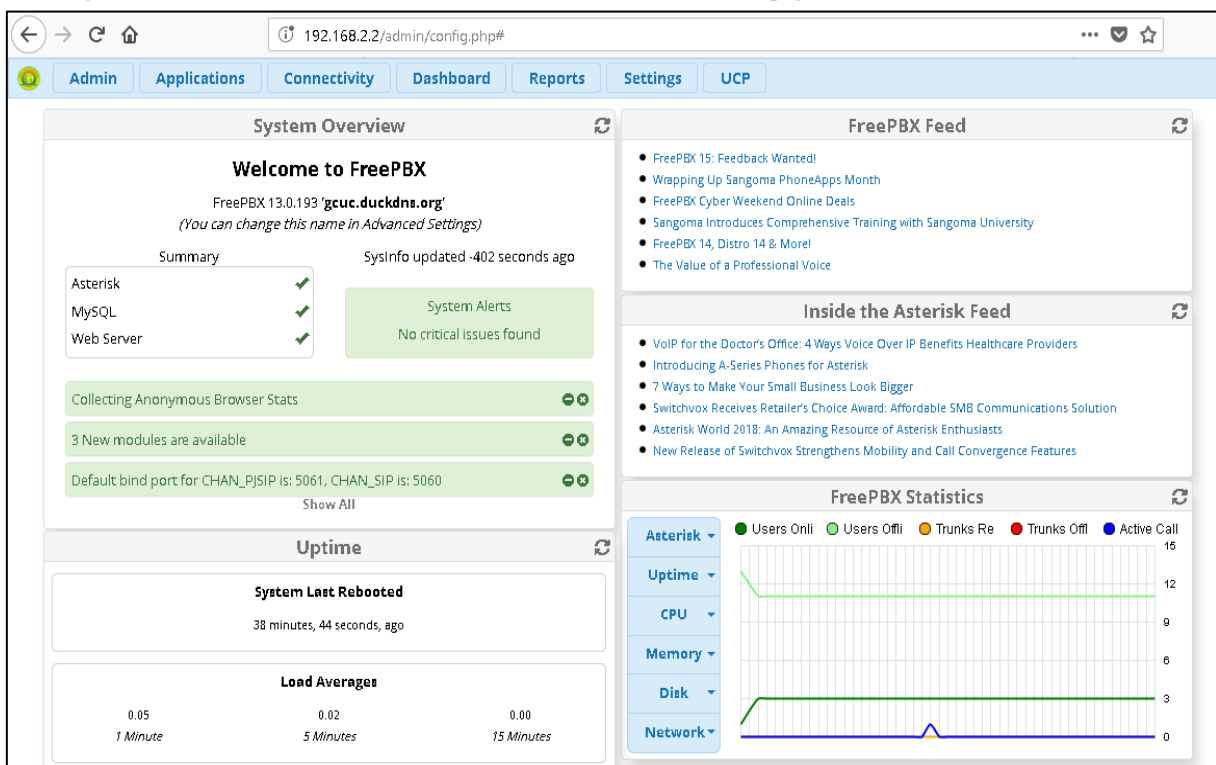 192.168.2.2/admin/config.php#
Admin Applications Connectivity Dashboard Reports Settings UCP
System Overview
Welcome to FreePBX
FreePBX 13.0.193 'gcuc.duckdns.org'
(You can change this name in Advanced Settings)
Summary
SysInfo updated -402 seconds ago
Asterisk
MySQL
Web Server
System Alerts
No critical issues found
Collecting Anonymous Browser Stats
3 New modules are available
Default bind port for CHAN_PJSIP is: 5061, CHAN_SIP is: 5060
Show All
Uptime
System Last Rebooted
38 minutes, 44 seconds, ago
Load Averages
0.05 0.02 0.00
1 Minute 5 Minutes 15 Minutes
FreePBX Feed
FreePBX 15: Feedback Wanted!
Wrapping Up Sangoma PhoneApps Month
FreePBX Cyber Weekend Online Deals
Sangoma Introduces Comprehensive Training with Sangoma University
FreePBX 14, Distro 14 & More!
The Value of a Professional Voice
Inside the Asterisk Feed
VoIP for the Doctor's Office: 4 Ways Voice Over IP Benefits Healthcare Providers
Introducing A-Series Phones for Asterisk
7 Ways to Make Your Small Business Look Bigger
Switchvox Receives Retailer's Choice Award: Affordable SMB Communications Solution
Asterisk World 2018: An Amazing Resource of Asterisk Enthusiasts
New Release of Switchvox Strengthens Mobility and Call Convergence Features
FreePBX Statistics
Asterisk
Uptime
CPU
Memory
Disk
Network
Users Onli Users Offli Trunks Re Trunks Offl Active Call
15
12
9
6
3
0